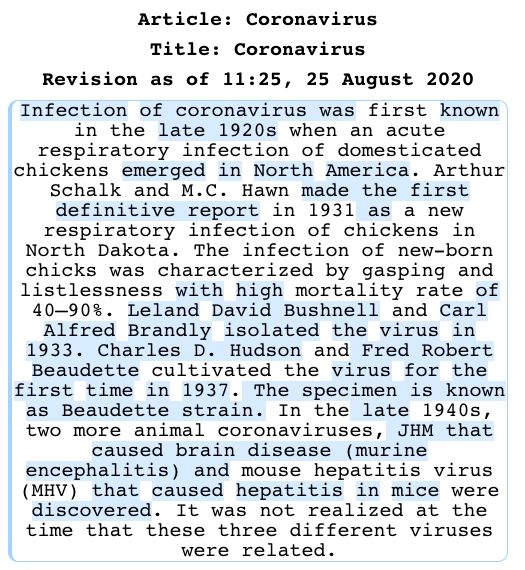 Article: Coronavirus
Title: Coronavirus
Revision as of 11:25, 25 August 2020
Infection of coronavirus was first known
in the late 1920s when an acute
respiratory infection of domesticated
chickens emerged in North America. Arthur
Schalk and M.C. Hawn made the first
definitive report in 1931 as a new
respiratory infection of chickens in
North Dakota. The infection of new-born
chicks was characterized by gasping and
listlessness with high mortality rate of
40–90%. Leland David Bushnell and Carl
Alfred Brandly isolated the virus in
1933. Charles D. Hudson and Fred Robert
Beaudette cultivated the virus for the
first time in 1937. The specimen is known
as Beaudette strain. In the late 1940s,
two more animal coronaviruses, JHM that
caused brain disease (murine
encephalitis) and mouse hepatitis virus
(MHV) that caused hepatitis in mice were
discovered. It was not realized at the
time that these three different viruses
were related.